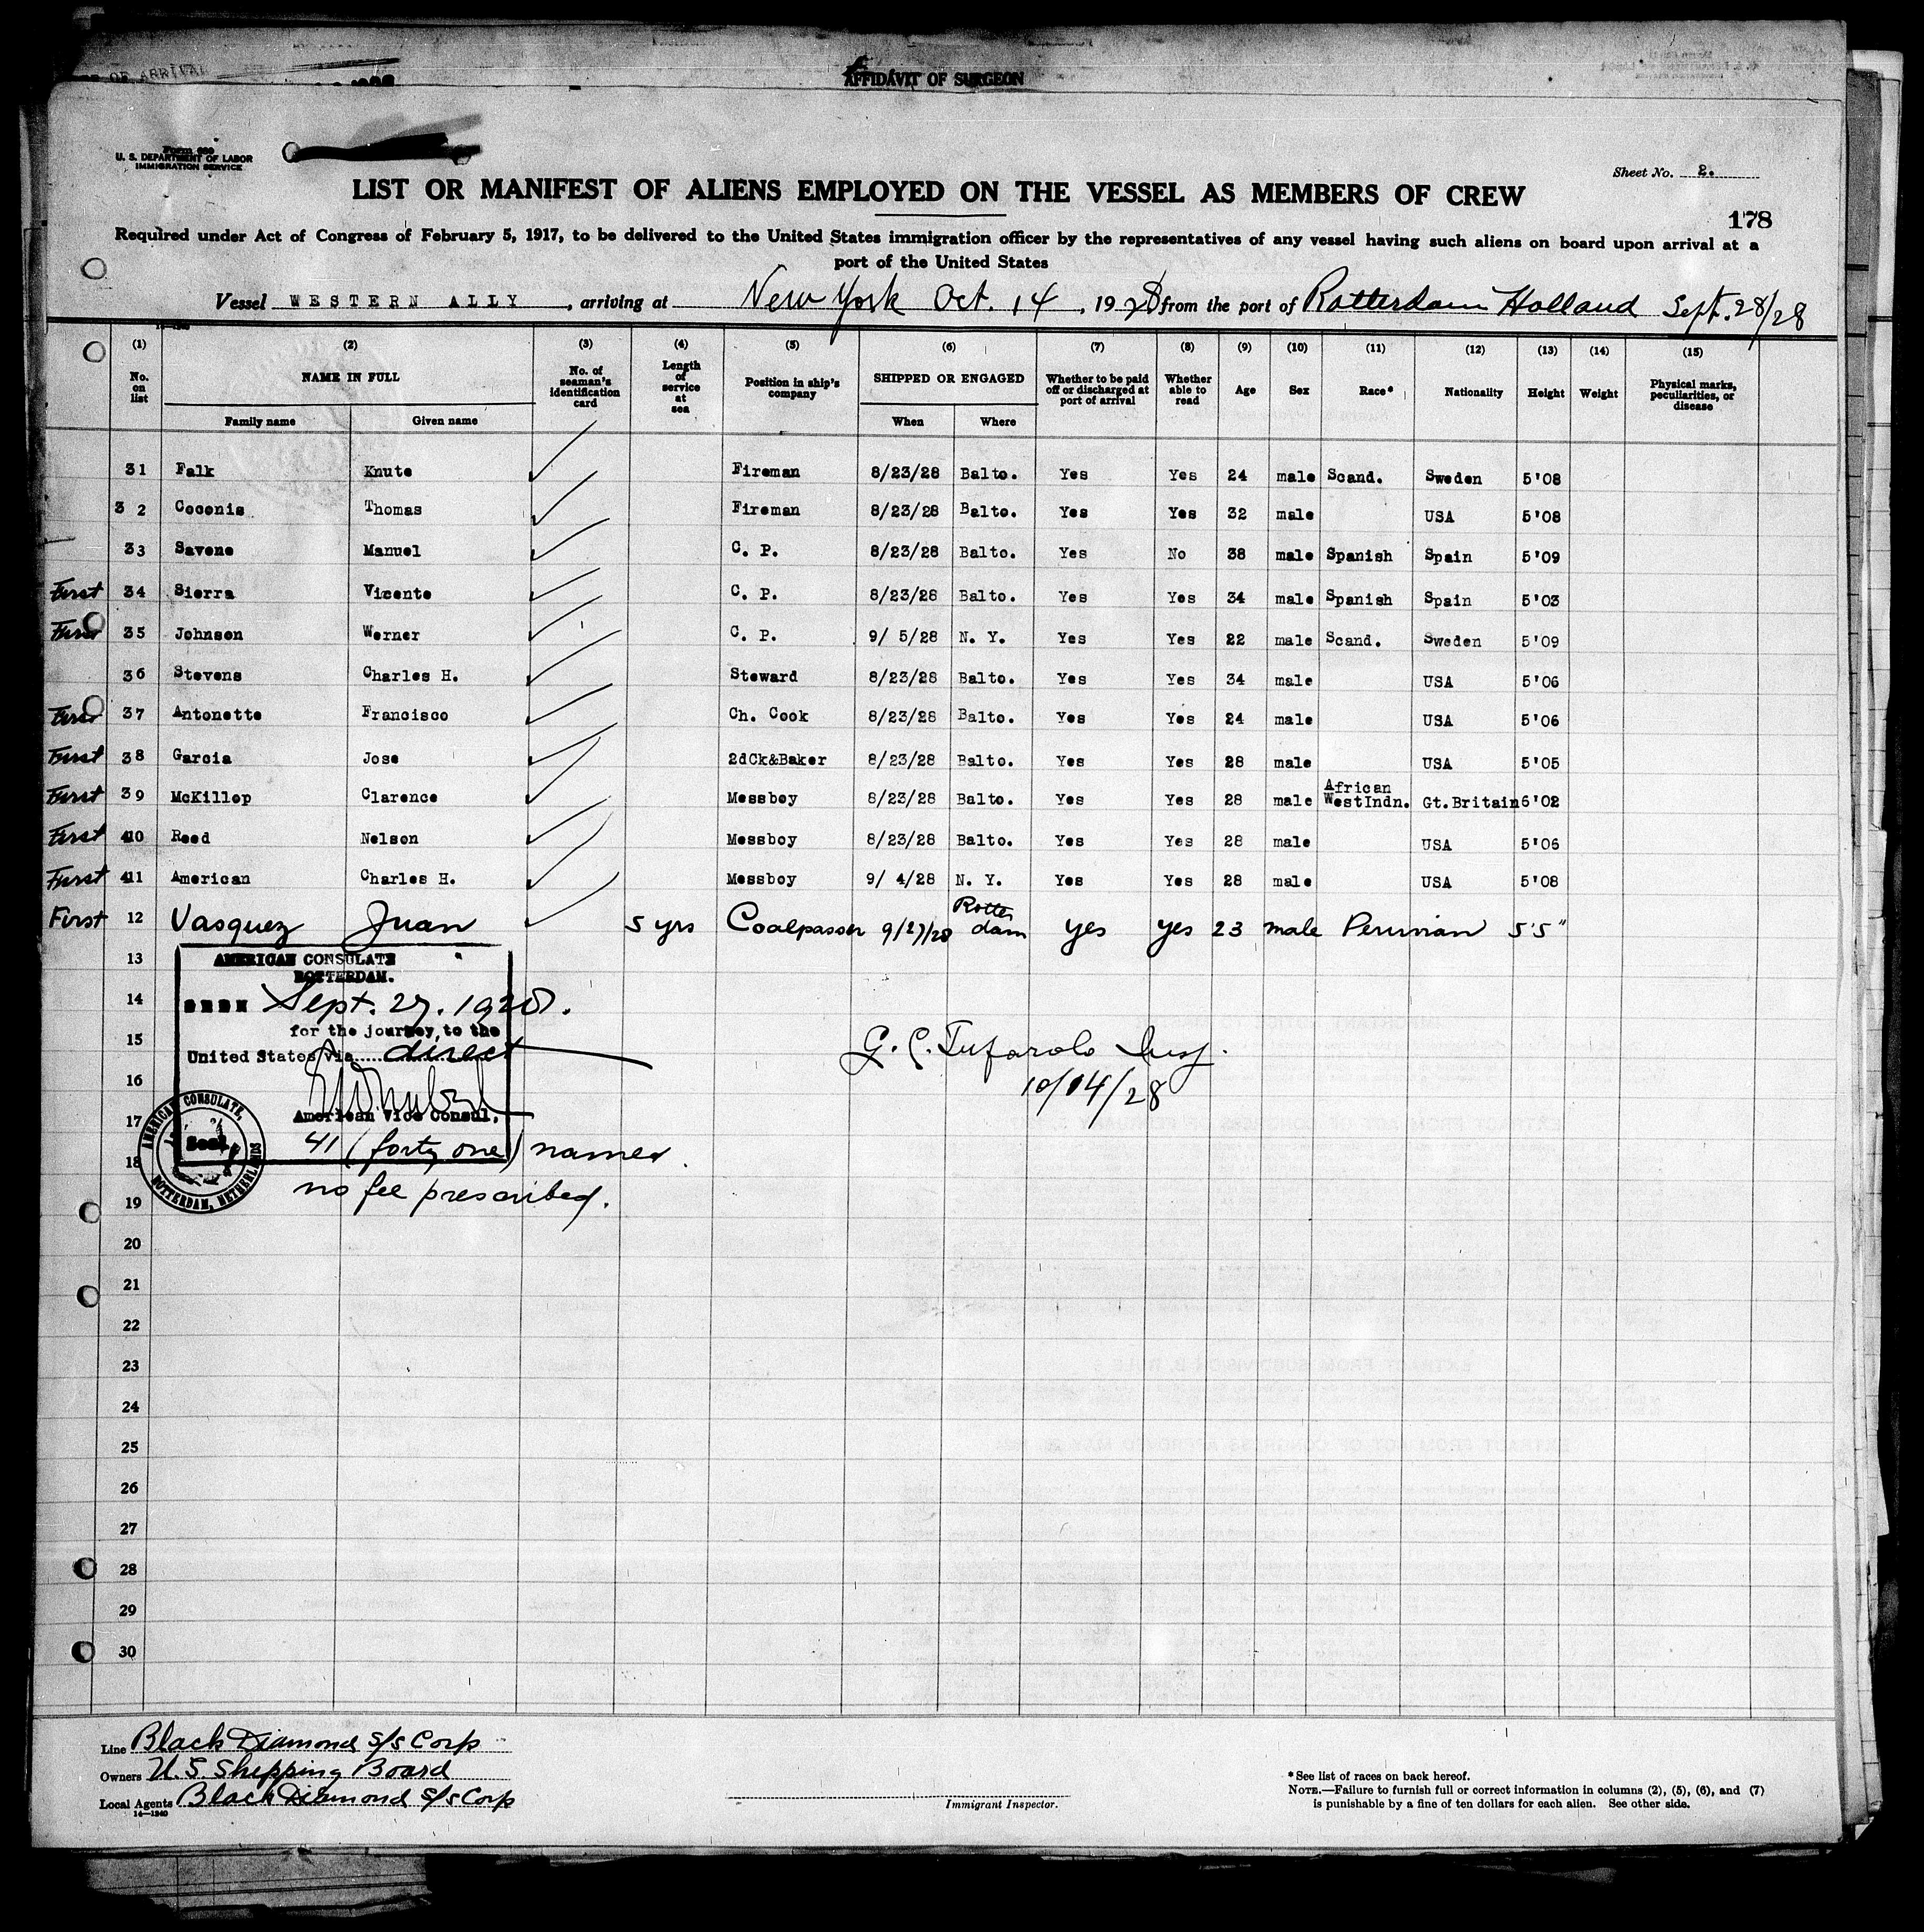 OF ARRIVAL
AFFIDAVIT OF SURGEON
Form 680
U. S. DEPARTMENT OF LABOR
IMMIGRATION SERVICE
Sheet No. 2.
LIST OR MANIFEST OF ALIENS EMPLOYED ON THE VESSEL AS MEMBERS OF CREW
178
Required under Act of Congress of February 5, 1917, to be delivered to the United States immigration officer by the representatives of any vessel having such aliens on board upon arrival at a
port of the United States
Vessel WESTERN ALLY, arriving at New York Oct. 14, 1928 from the port of Rotterdam Holland Sept. 28/28
(1) (2) (3) (4) (5) (6) (7) (8) (9) (10) (11) (12) (13) (14) (15)
No. on list NAME IN FULL No. of seaman's identification card Length of service at sea Position in ship's company SHIPPED OR ENGAGED Whether to be paid off or discharged at port of arrival Whether able to read Age Sex Race* Nationality Height Weight Physical marks, peculiarities, or disease
Family name Given name When Where
31 Falk Knute Fireman 8/23/28 Balto. Yes Yes 24 male Scand. Sweden 5'08
32 Coconis Thomas Fireman 8/23/28 Balto. Yes Yes 32 male USA 5'08
33 Savene Manuel C. P. 8/23/28 Balto. Yes No 38 male Spanish Spain 5'09
First 34 Sierra Vicente C. P. 8/23/28 Balto. Yes Yes 34 male Spanish Spain 5'03
First 35 Johnson Werner C. P. 9/ 5/28 N. Y. Yes Yes 22 male Scand. Sweden 5'09
36 Stevens Charles H. Steward 8/23/28 Balto. Yes Yes 34 male USA 5'06
First 37 Antonette Francisco Ch. Cook 8/23/28 Balto. Yes Yes 24 male USA 5'06
First 38 Garcia Jose 2dCk&Baker 8/23/28 Balto. Yes Yes 28 male USA 5'05
First 39 McKillop Clarence Messboy 8/23/28 Balto. Yes Yes 28 male African WestIndn. Gt.Britain 6'02
First 40 Reed Nelson Messboy 8/23/28 Balto. Yes Yes 28 male USA 5'06
First 41 American Charles H. Messboy 9/ 4/28 N. Y. Yes Yes 28 male USA 5'08
First 12 Vasquez Juan 5 yrs Coalpasser 9/27/28 Rotterdam yes yes 23 male Peruvian 5'5"
13
AMERICAN CONSULATE
ROTTERDAM.
14
SEEN Sept. 27. 1928.
for the journey to the
15
United States via direct
G. C. Tufarolo Insp.
16
10/14/28
17
American Vice Consul,
AMERICAN CONSULATE,
ROTTERDAM, NETHERLANDS
Seal
41 (forty one) names.
18
no fee prescribed.
19
20
21
22
23
24
25
26
27
28
29
30
Line Black Diamond S/S Corp
Owners U. S. Shipping Board
Local Agents Black Diamond S/S Corp
14—1940
Immigrant Inspector.
*See list of races on back hereof.
NOTE.—Failure to furnish full or correct information in columns (2), (5), (6), and (7)
is punishable by a fine of ten dollars for each alien. See other side.